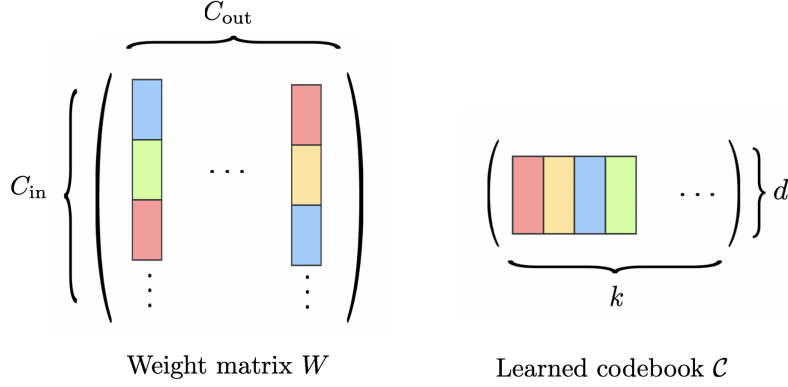 C_out
C_in
...
⋮
⋮
Weight matrix W
...
d
k
Learned codebook 𝒞